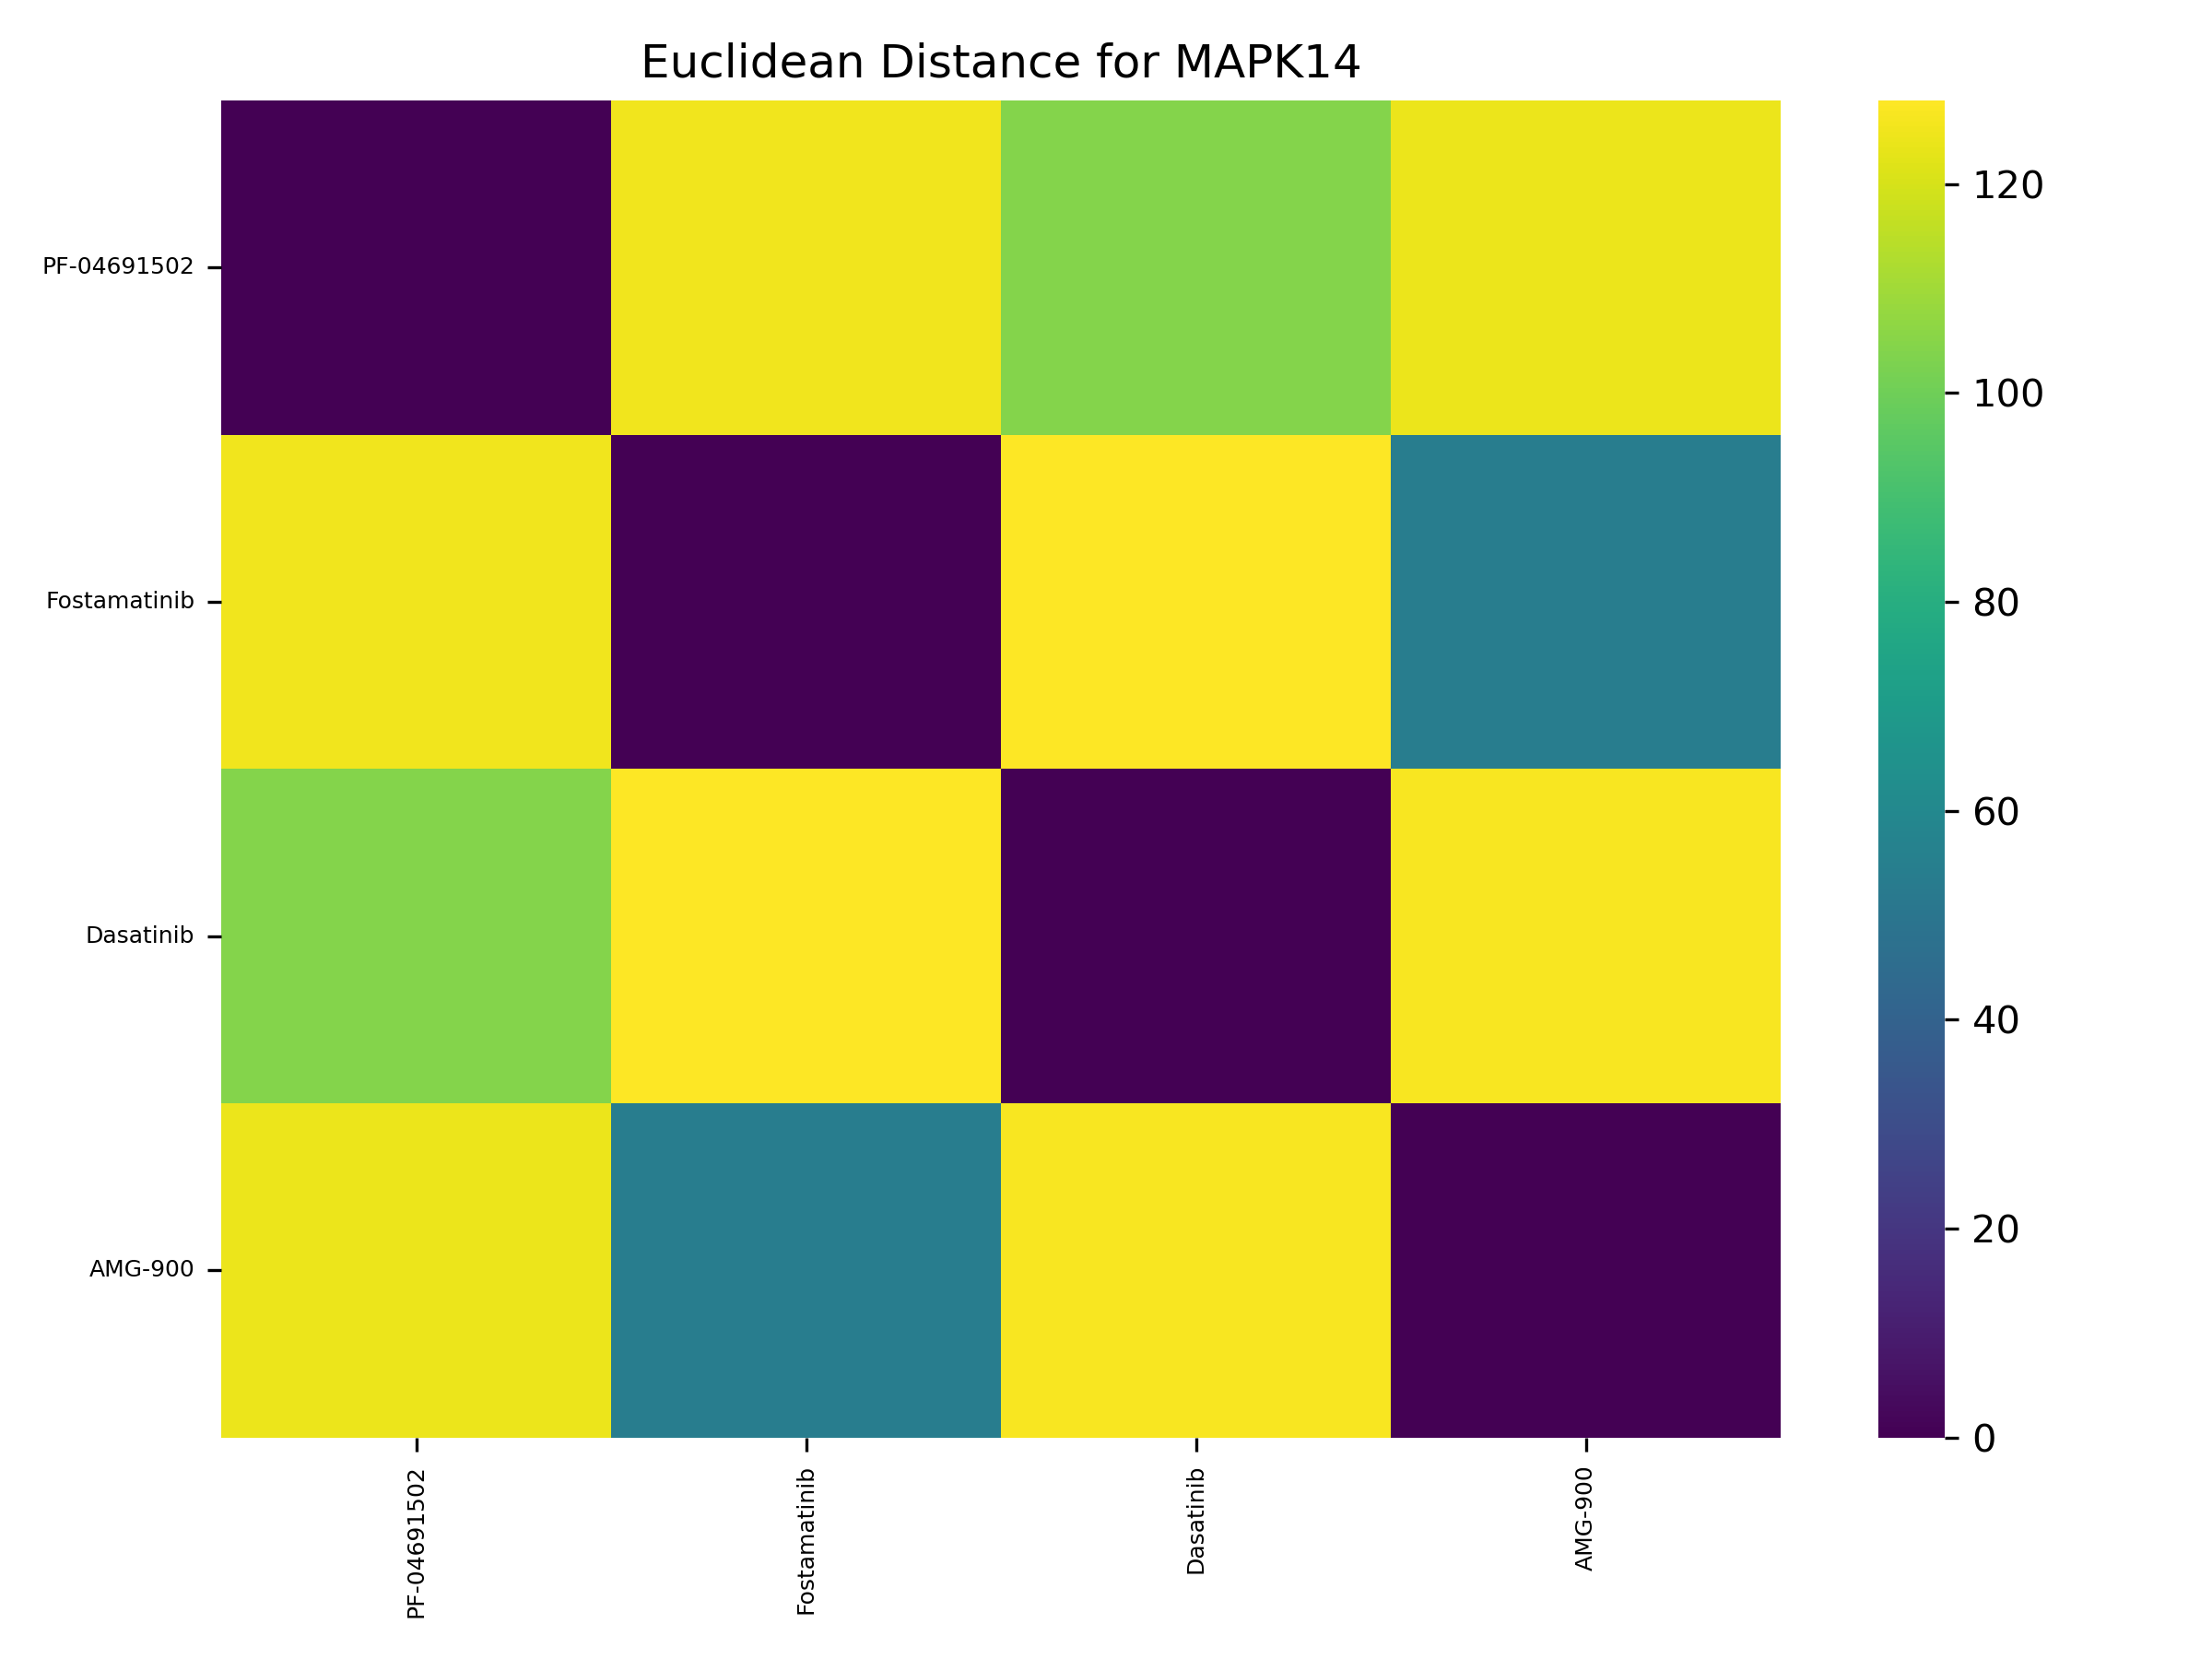 Euclidean Distance for MAPK14
PF-04691502
Fostamatinib
Dasatinib
AMG-900
PF-04691502
Fostamatinib
Dasatinib
AMG-900
120
100
80
60
40
20
0